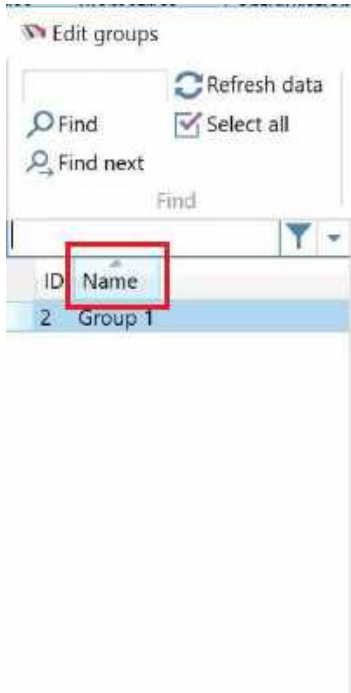 Edit groups
Refresh data
Find
Select all
Find next
Find
ID Name
2 Group 1